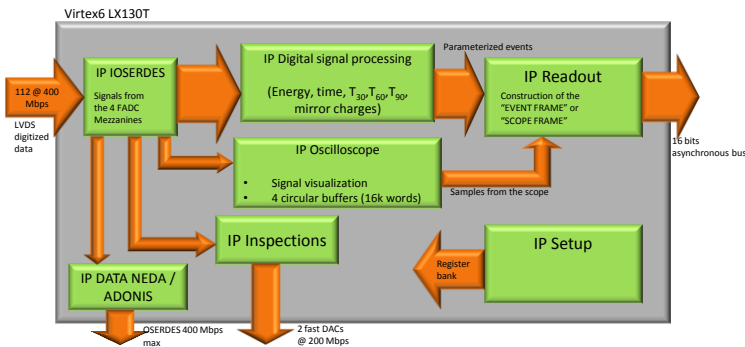 Virtex6 LX130T
112 @ 400
Mbps
LVDS
digitized
data
IP IOSERDES
Signals from
the 4 FADC
Mezzanines
IP Digital signal processing
(Energy, time, T30,T60,T90,
mirror charges)
Parameterized events
IP Readout
Construction of the
"EVENT FRAME" or
"SCOPE FRAME"
16 bits
asynchronous bus
IP Oscilloscope
• Signal visualization
• 4 circular buffers (16k words)
Samples from the scope
IP Inspections
IP Setup
Register
bank
IP DATA NEDA /
ADONIS
OSERDES 400 Mbps
max
2 fast DACs
@ 200 Mbps